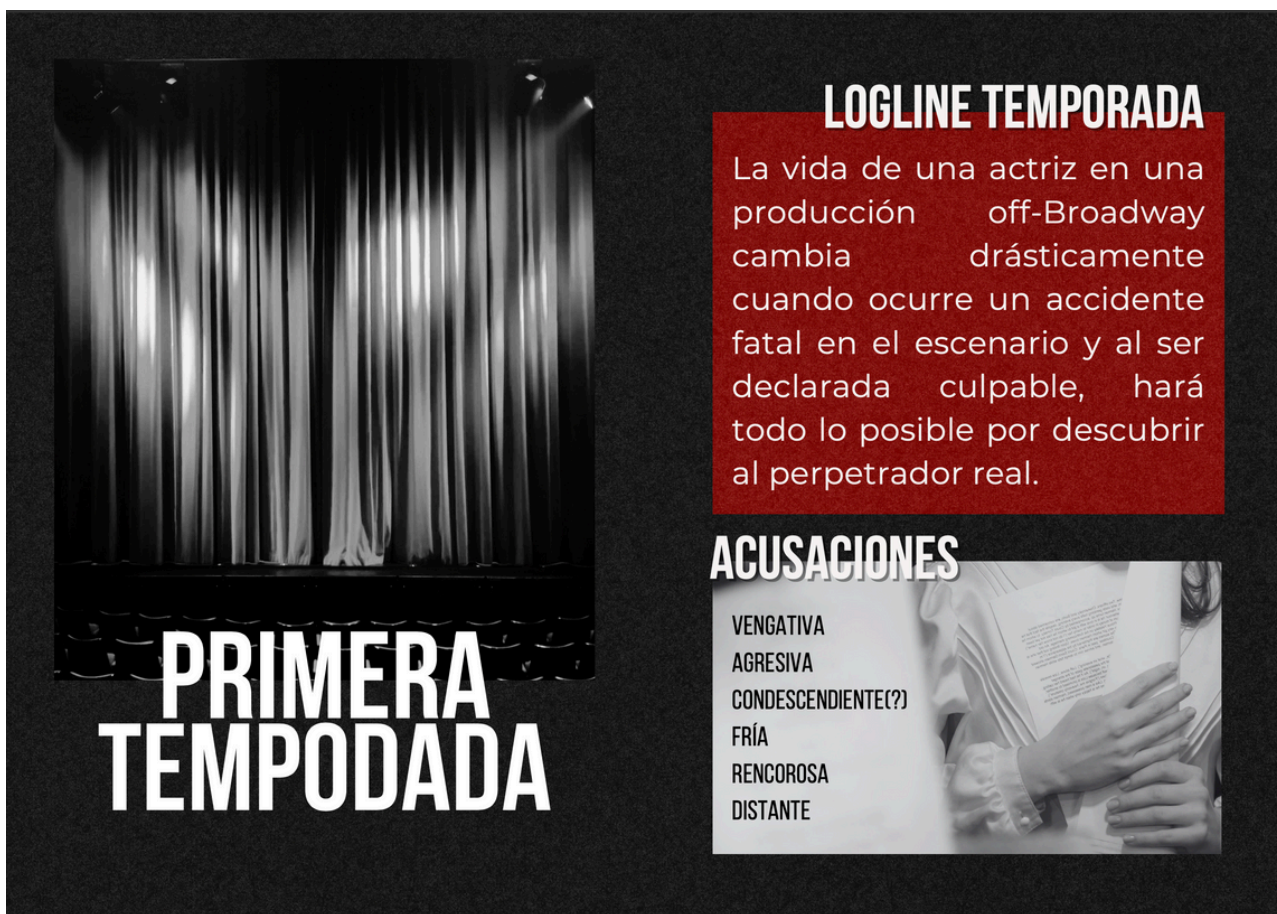 PRIMERA
TEMPODADA
LOGLINE TEMPORADA
La vida de una actriz en una
producción off-Broadway
cambia drásticamente
cuando ocurre un accidente
fatal en el escenario y al ser
declarada culpable, hará
todo lo posible por descubrir
al perpetrador real.
ACUSACIONES
VENGATIVA
AGRESIVA
CONDESCENDIENTE(?)
FRÍA
RENCOROSA
DISTANTE